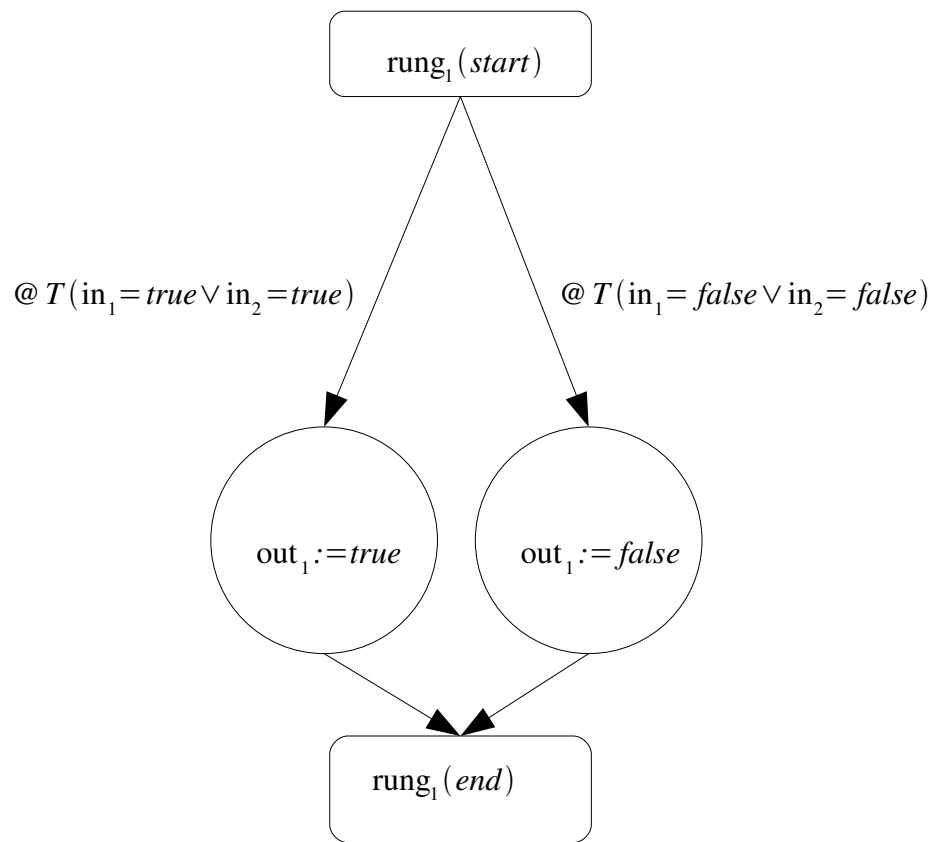 rung₁(start)
@ T(in₁=true∨in₂=true)
@ T(in₁=false∨in₂=false)
out₁:=true
out₁:=false
rung₁(end)